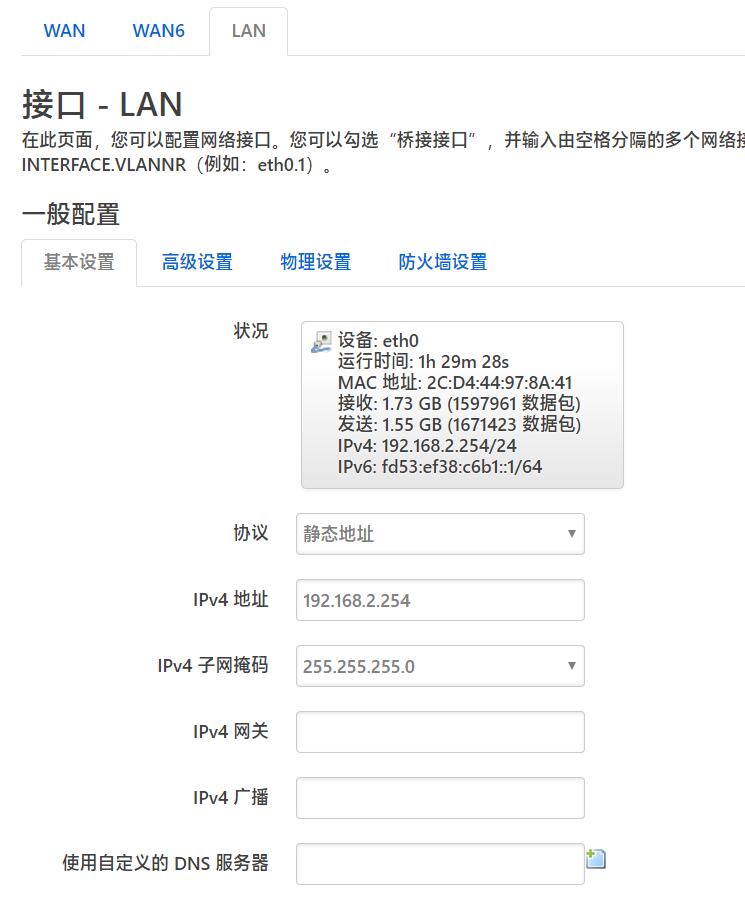 WAN WAN6 LAN
接口 - LAN
在此页面，您可以配置网络接口。您可以勾选“桥接接口”，并输入由空格分隔的多个网络接
INTERFACE.VLANNR（例如：eth0.1）。
一般配置
基本设置 高级设置 物理设置 防火墙设置
状况
设备: eth0
运行时间: 1h 29m 28s
MAC 地址: 2C:D4:44:97:8A:41
接收: 1.73 GB (1597961 数据包)
发送: 1.55 GB (1671423 数据包)
IPv4: 192.168.2.254/24
IPv6: fd53:ef38:c6b1::1/64
协议 静态地址
IPv4 地址 192.168.2.254
IPv4 子网掩码 255.255.255.0
IPv4 网关
IPv4 广播
使用自定义的 DNS 服务器